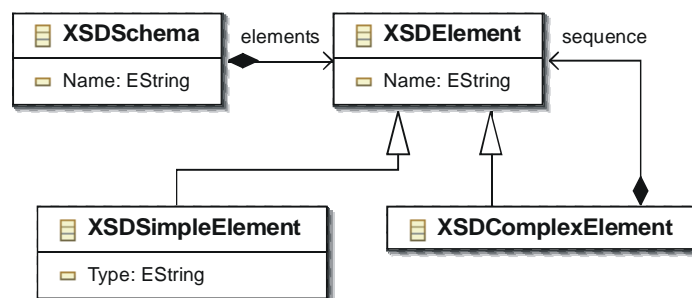 XSDSchema
elements
XSDElement
sequence
Name: EString
Name: EString
XSDSimpleElement
XSDComplexElement
Type: EString